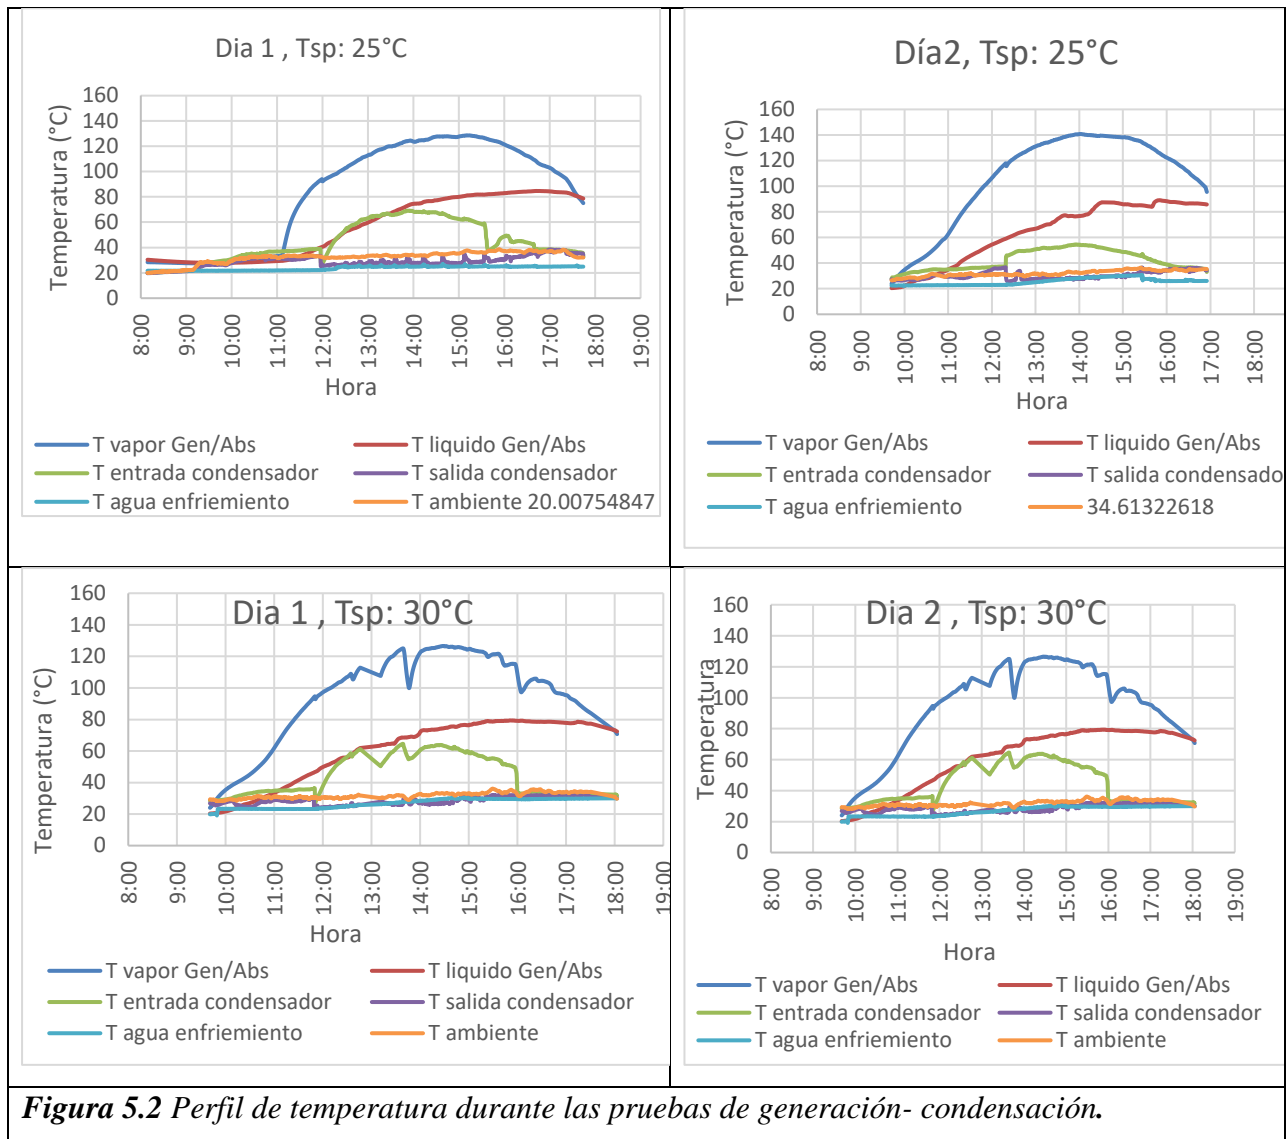 Dia 1 , Tsp: 25°C
Temperatura (°C)
160
140
120
100
80
60
40
20
0
8:00
9:00
10:00
11:00
12:00
13:00
14:00
15:00
16:00
17:00
18:00
19:00
Hora
T vapor Gen/Abs
T liquido Gen/Abs
T entrada condensador
T salida condensador
T agua enfriemiento
T ambiente 20.00754847
Día2, Tsp: 25°C
Temperatura (°C)
160
140
120
100
80
60
40
20
0
8:00
10:00
11:00
12:00
13:00
14:00
15:00
16:00
17:00
18:00
Hora
T vapor Gen/Abs
T liquido Gen/Abs
T entrada condensador
T salida condensado
T agua enfriemiento
34.61322618
Dia 1 , Tsp: 30°C
Temperatura (°C)
160
140
120
100
80
60
40
20
0
8:00
9:00
10:00
11:00
12:00
13:00
14:00
15:00
16:00
17:00
18:00
19:00
Hora
T vapor Gen/Abs
T liquido Gen/Abs
T entrada condensador
T salida condensador
T agua enfriemiento
T ambiente
Dia 2 , Tsp: 30°C
Temperatura
160
140
120
100
80
60
40
20
0
8:00
9:00
10:00
11:00
12:00
13:00
14:00
15:00
16:00
17:00
18:00
19:00
Hora
T vapor Gen/Abs
T liquido Gen/Abs
T entrada condensador
T salida condensador
T agua enfriemiento
T ambiente
Figura 5.2 Perfil de temperatura durante las pruebas de generación- condensación.